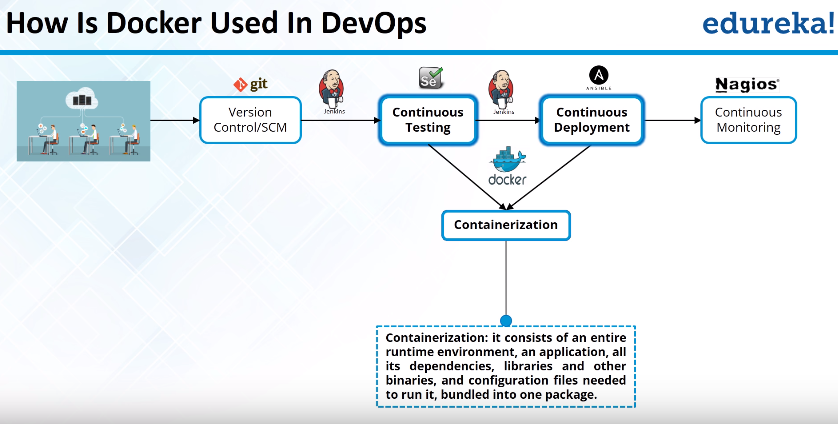 How Is Docker Used In DevOps
edureka!
git
Version
Control/SCM
Jenkins
Se
Continuous
Testing
Jenkins
ANSIBLE
Continuous
Deployment
Nagios®
Continuous
Monitoring
docker
Containerization
Containerization: it consists of an entire
runtime environment, an application, all
its dependencies, libraries and other
binaries, and configuration files needed
to run it, bundled into one package.